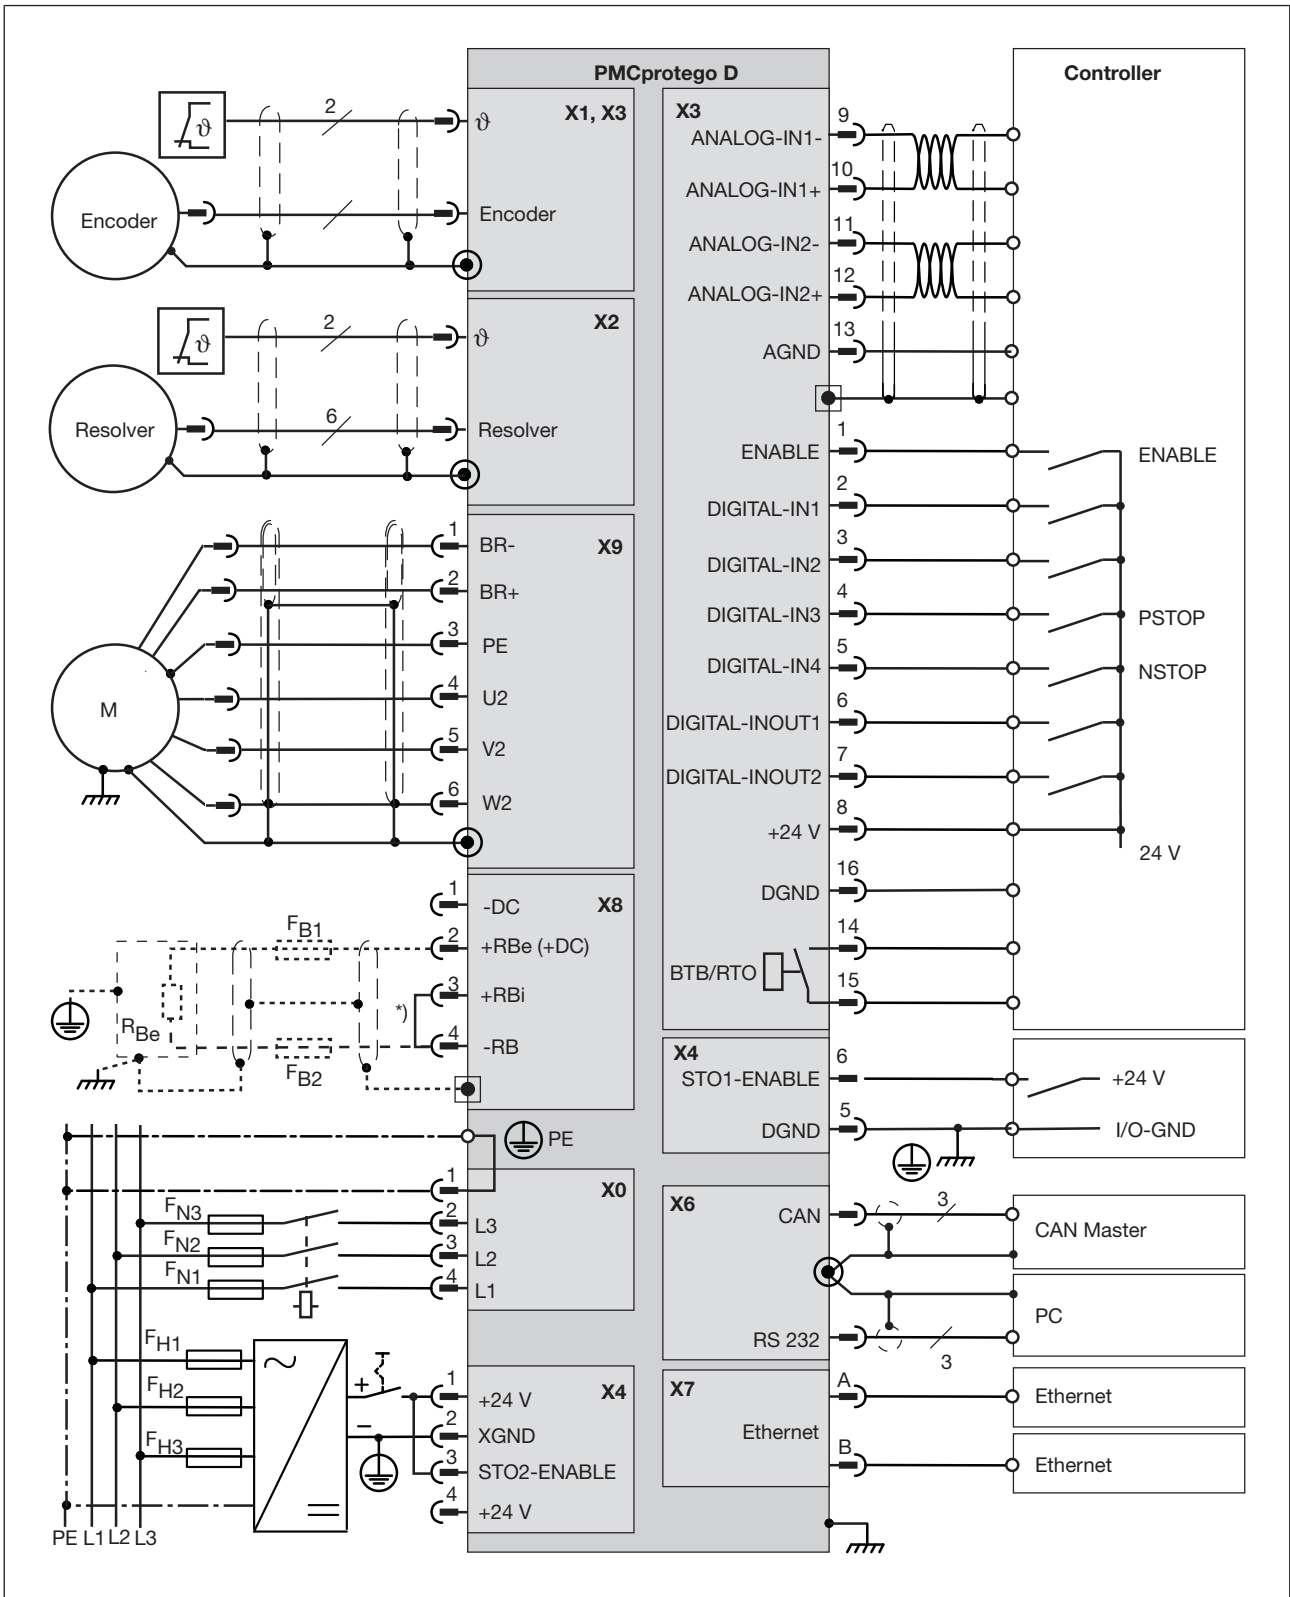 PMCprotego D
Controller
X1, X3
ϑ
2
ϑ
Encoder
Encoder
X2
ϑ
2
ϑ
Resolver
6
Resolver
X9
1
BR-
2
BR+
3
PE
4
U2
5
V2
6
W2
M
X8
1
-DC
FB1
2
+RBe (+DC)
3
+RBi
*)
RBe
4
-RB
FB2
PE
X0
1
FN3
2
L3
FN2
3
L2
FN1
4
L1
X4
FH1
FH2
FH3
~
=
+
1
+24 V
−
2
XGND
3
STO2-ENABLE
4
+24 V
PE L1 L2 L3
X3
9
ANALOG-IN1-
10
ANALOG-IN1+
11
ANALOG-IN2-
12
ANALOG-IN2+
13
AGND
1
ENABLE
ENABLE
2
DIGITAL-IN1
3
DIGITAL-IN2
4
DIGITAL-IN3
PSTOP
5
DIGITAL-IN4
NSTOP
6
DIGITAL-INOUT1
7
DIGITAL-INOUT2
8
+24 V
24 V
16
DGND
14
BTB/RTO
15
X4
6
STO1-ENABLE
+24 V
5
DGND
I/O-GND
X6
CAN
3
CAN Master
PC
RS 232
3
X7
A
Ethernet
Ethernet
B
Ethernet